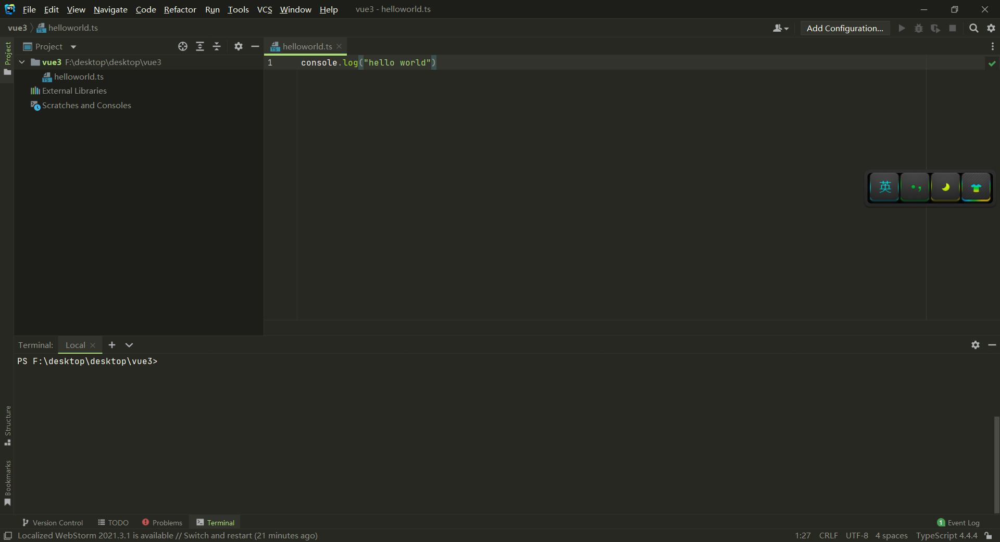 File Edit View Navigate Code Refactor Run Tools VCS Window Help vue3 - helloworld.ts
vue3 helloworld.ts Add Configuration...
Project
Project
helloworld.ts
vue3 F:\desktop\desktop\vue3
helloworld.ts
External Libraries
Scratches and Consoles
1 console.log("hello world")
英
Terminal: Local
PS F:\desktop\desktop\vue3>
Structure
Bookmarks
Version Control TODO Problems Terminal 1 Event Log
Localized WebStorm 2021.3.1 is available // Switch and restart (21 minutes ago) 1:27 CRLF UTF-8 4 spaces TypeScript 4.4.4